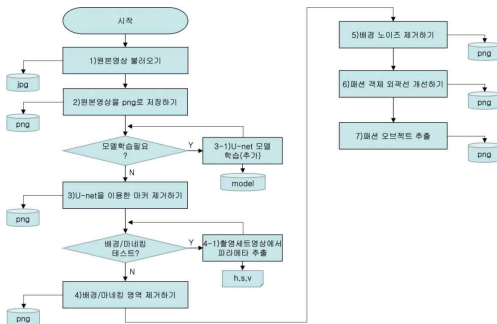 시작
1)원본영상 불러오기
jpg
2)원본영상을 png로 저장하기
png
모델학습필요
?
Y
3-1)U-net 모델
학습(추가)
model
N
3)U-net을 이용한 마커 제거하기
png
배경/마네킹
테스트?
Y
4-1)촬영세트영상에서
파라메타 추출
h,s,v
N
4)배경/마네킹 영역 제거하기
png
5)배경 노이즈 제거하기
png
6)패션 객체 외곽선 개선하기
png
7)패션 오브젝트 추출
png